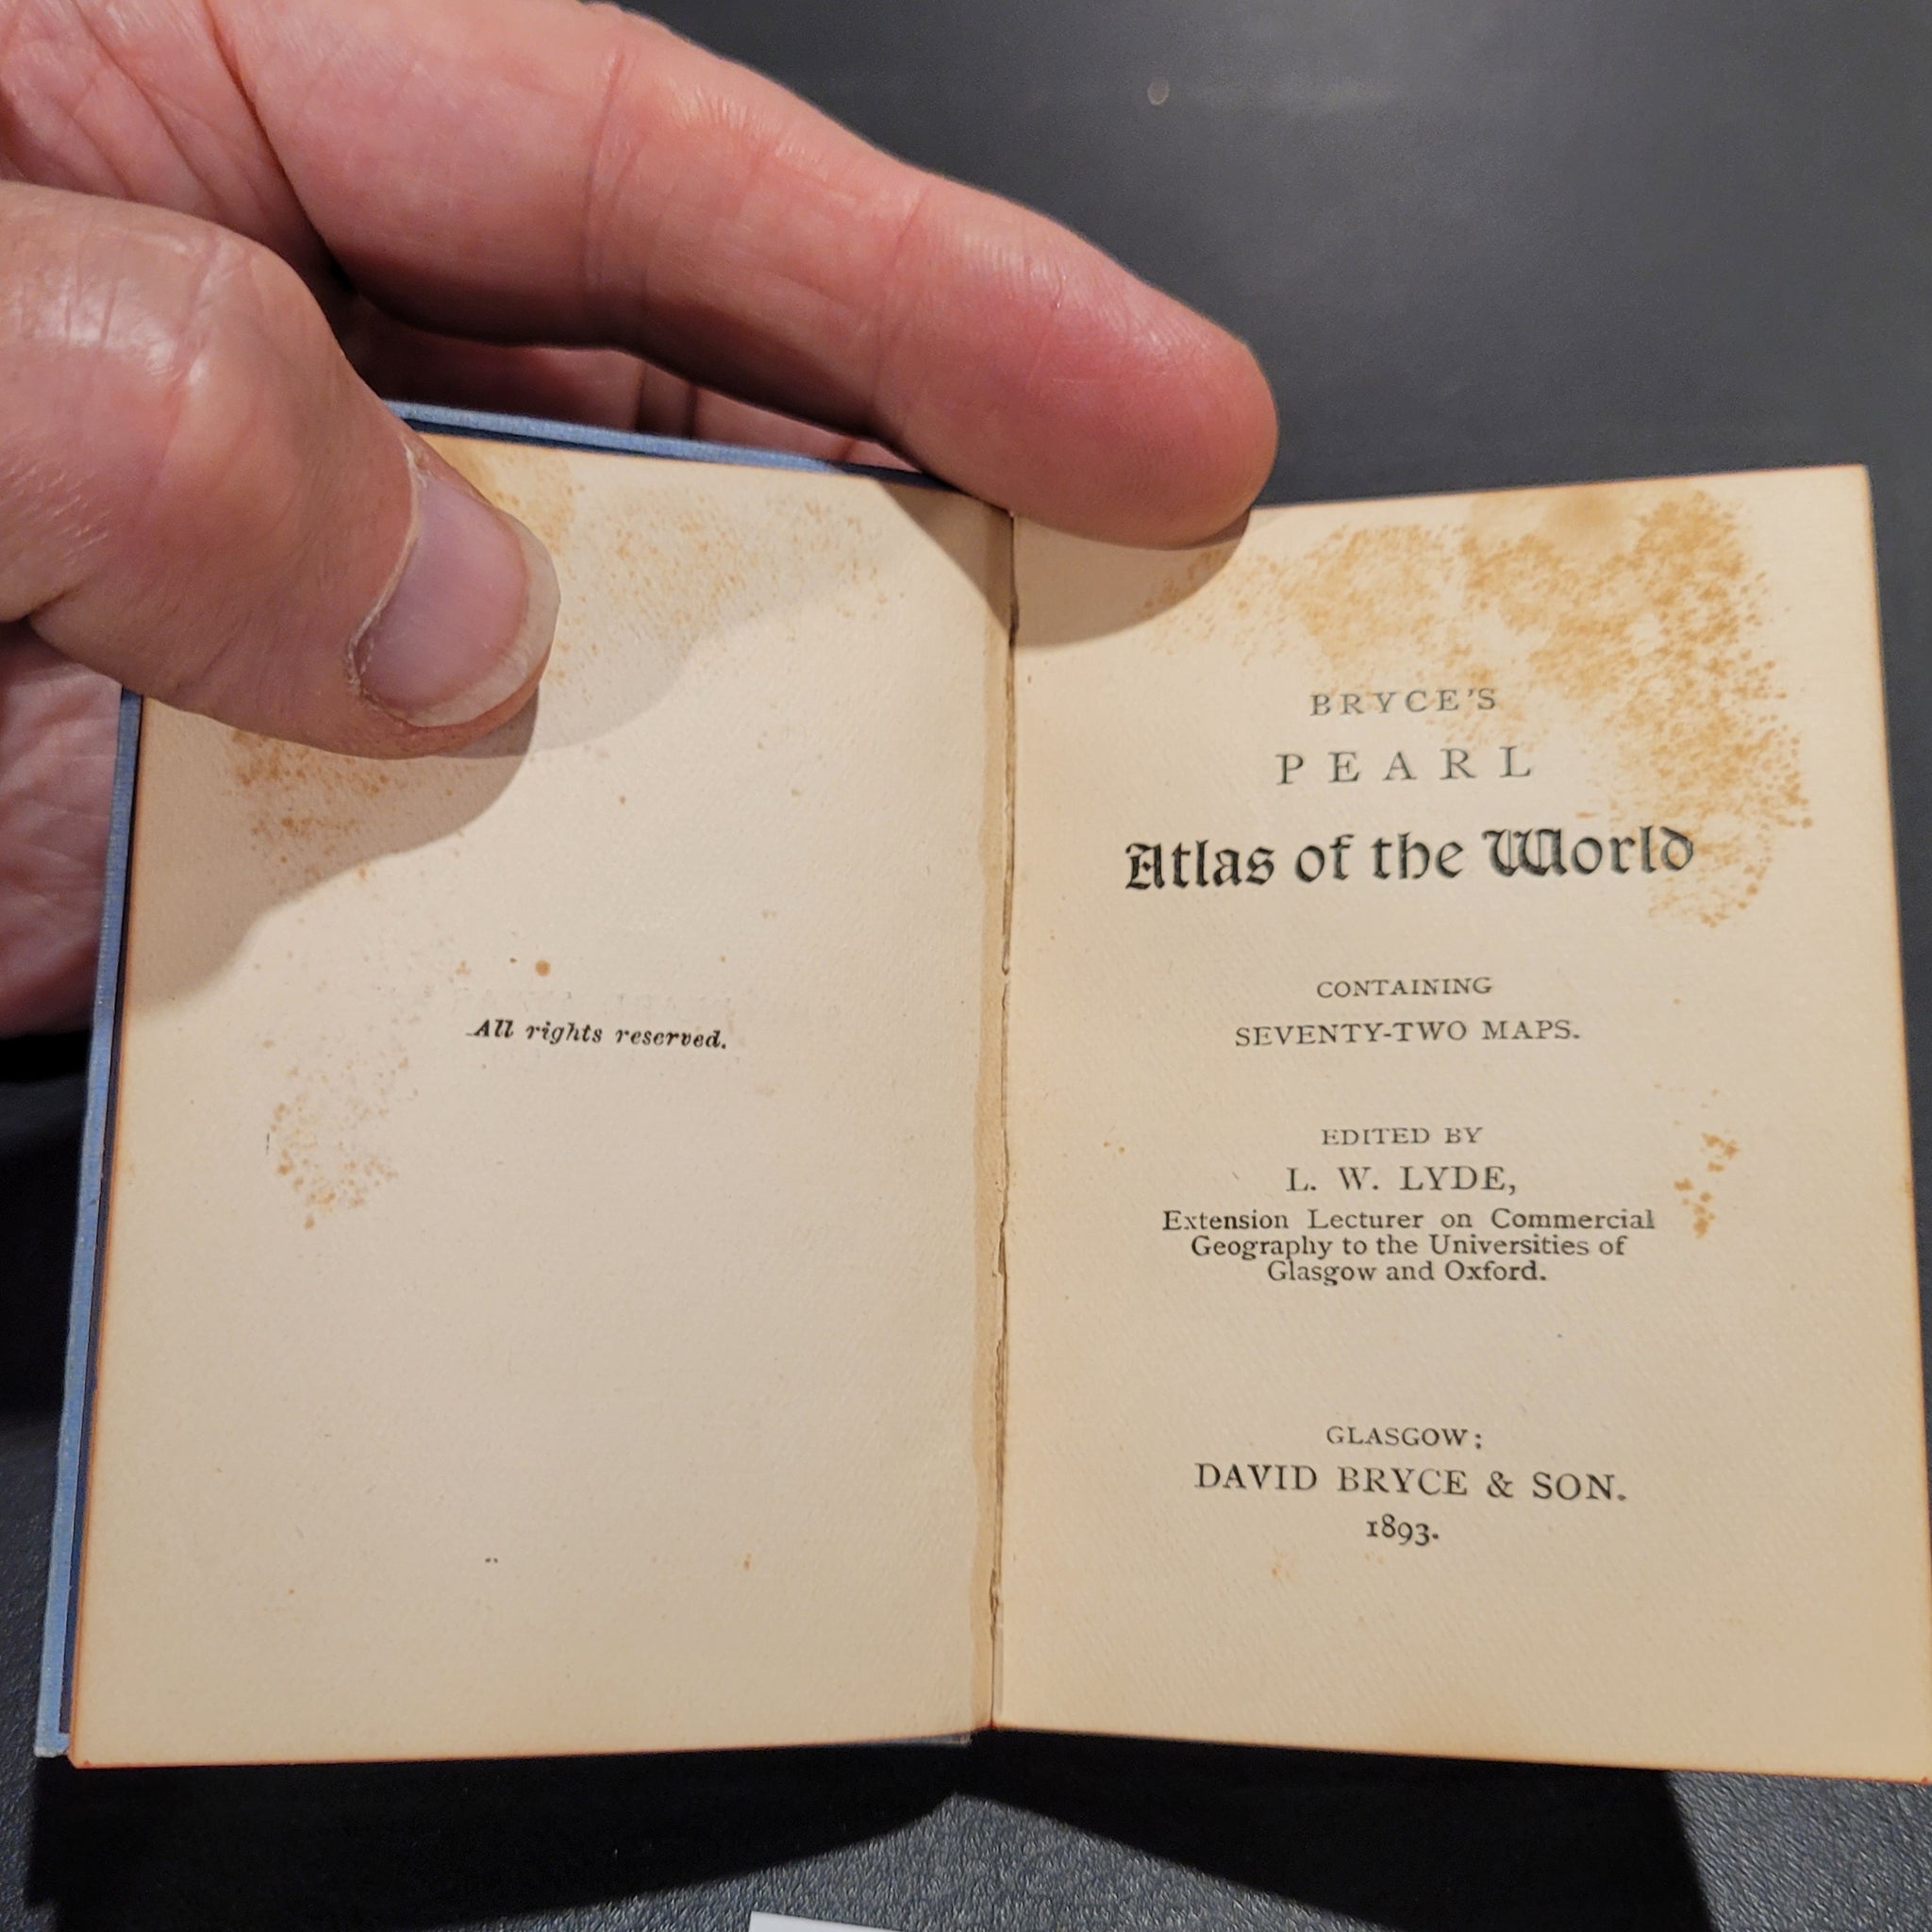 All rights reserved.
BRYCE'S
PEARL
Atlas of the World
CONTAINING
SEVENTY-TWO MAPS.
EDITED BY
L. W. LYDE,
Extension Lecturer on Commercial
Geography to the Universities of
Glasgow and Oxford.
GLASGOW:
DAVID BRYCE & SON.
1893.